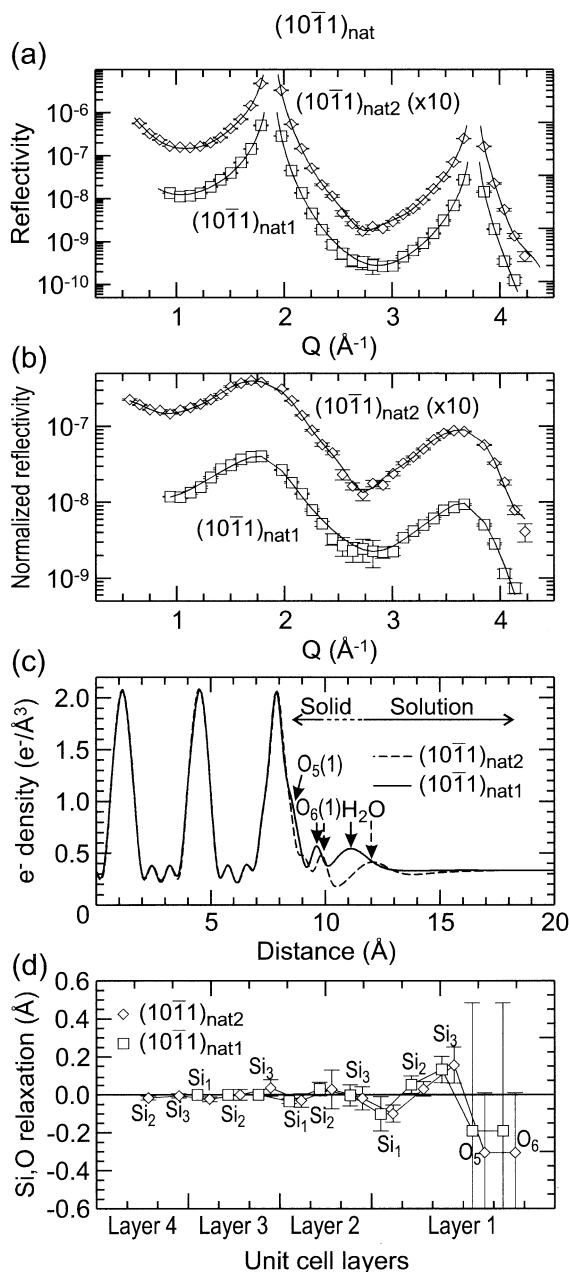 (101̅1)nat
(a)
Reflectivity
10⁻⁶
10⁻⁷
10⁻⁸
10⁻⁹
10⁻¹⁰
(101̅1)nat2 (x10)
(101̅1)nat1
1 2 3 4
Q (Å⁻¹)
(b)
Normalized reflectivity
10⁻⁷
10⁻⁸
10⁻⁹
(101̅1)nat2 (x10)
(101̅1)nat1
0 1 2 3 4
Q (Å⁻¹)
(c)
e⁻ density (e⁻/Å³)
2.0
1.5
1.0
0.5
0
Solid Solution
O₅(1)
(101̅1)nat2
(101̅1)nat1
O₆(1) H₂O
5 10 15 20
Distance (Å)
(d)
Si,O relaxation (Å)
0.6
0.4
0.2
0.0
-0.2
-0.4
-0.6
(101̅1)nat2
(101̅1)nat1
Si₂ Si₃ Si₁ Si₂ Si₃ Si₁ Si₂ Si₃ Si₁ Si₂ Si₃ O₅ O₆
Layer 4 Layer 3 Layer 2 Layer 1
Unit cell layers